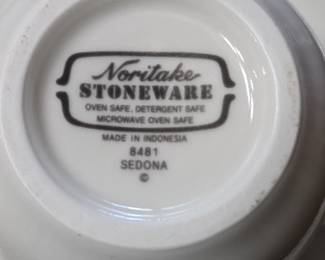 Noritake
STONEWARE
OVEN SAFE, DETERGENT SAFE
MICROWAVE OVEN SAFE
MADE IN INDONESIA
8481
SEDONA
©